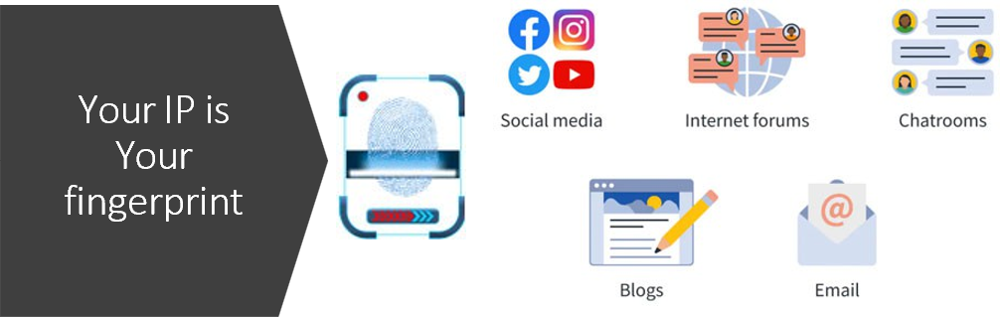 Your IP is
Your
fingerprint
Social media
Internet forums
Chatrooms
Blogs
@
Email